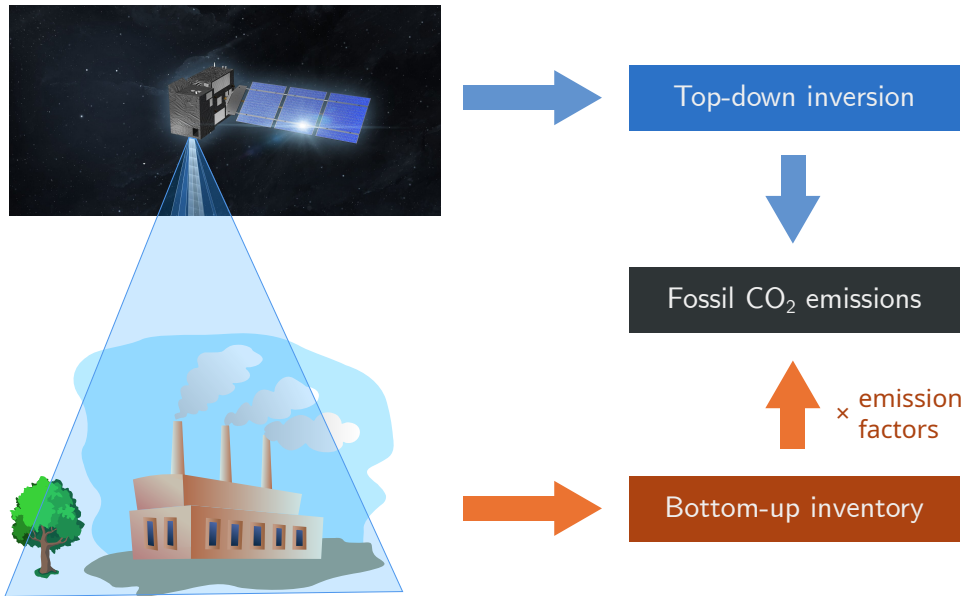 Top-down inversion
Fossil CO₂ emissions
× emission
factors
Bottom-up inventory